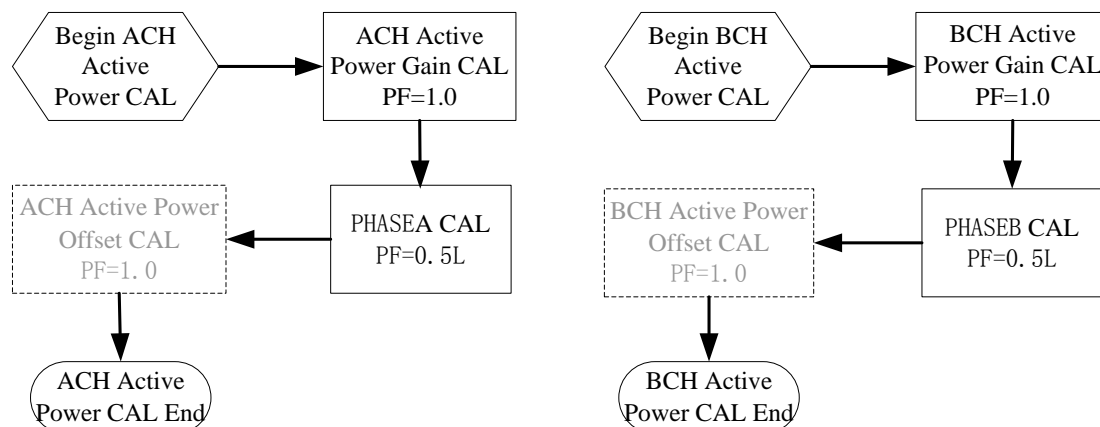 Begin ACH
Active
Power CAL
ACH Active
Power Gain CAL
PF=1.0
PHASEA CAL
PF=0.5L
ACH Active Power
Offset CAL
PF=1.0
ACH Active
Power CAL End
Begin BCH
Active
Power CAL
BCH Active
Power Gain CAL
PF=1.0
PHASEB CAL
PF=0.5L
BCH Active Power
Offset CAL
PF=1.0
BCH Active
Power CAL End